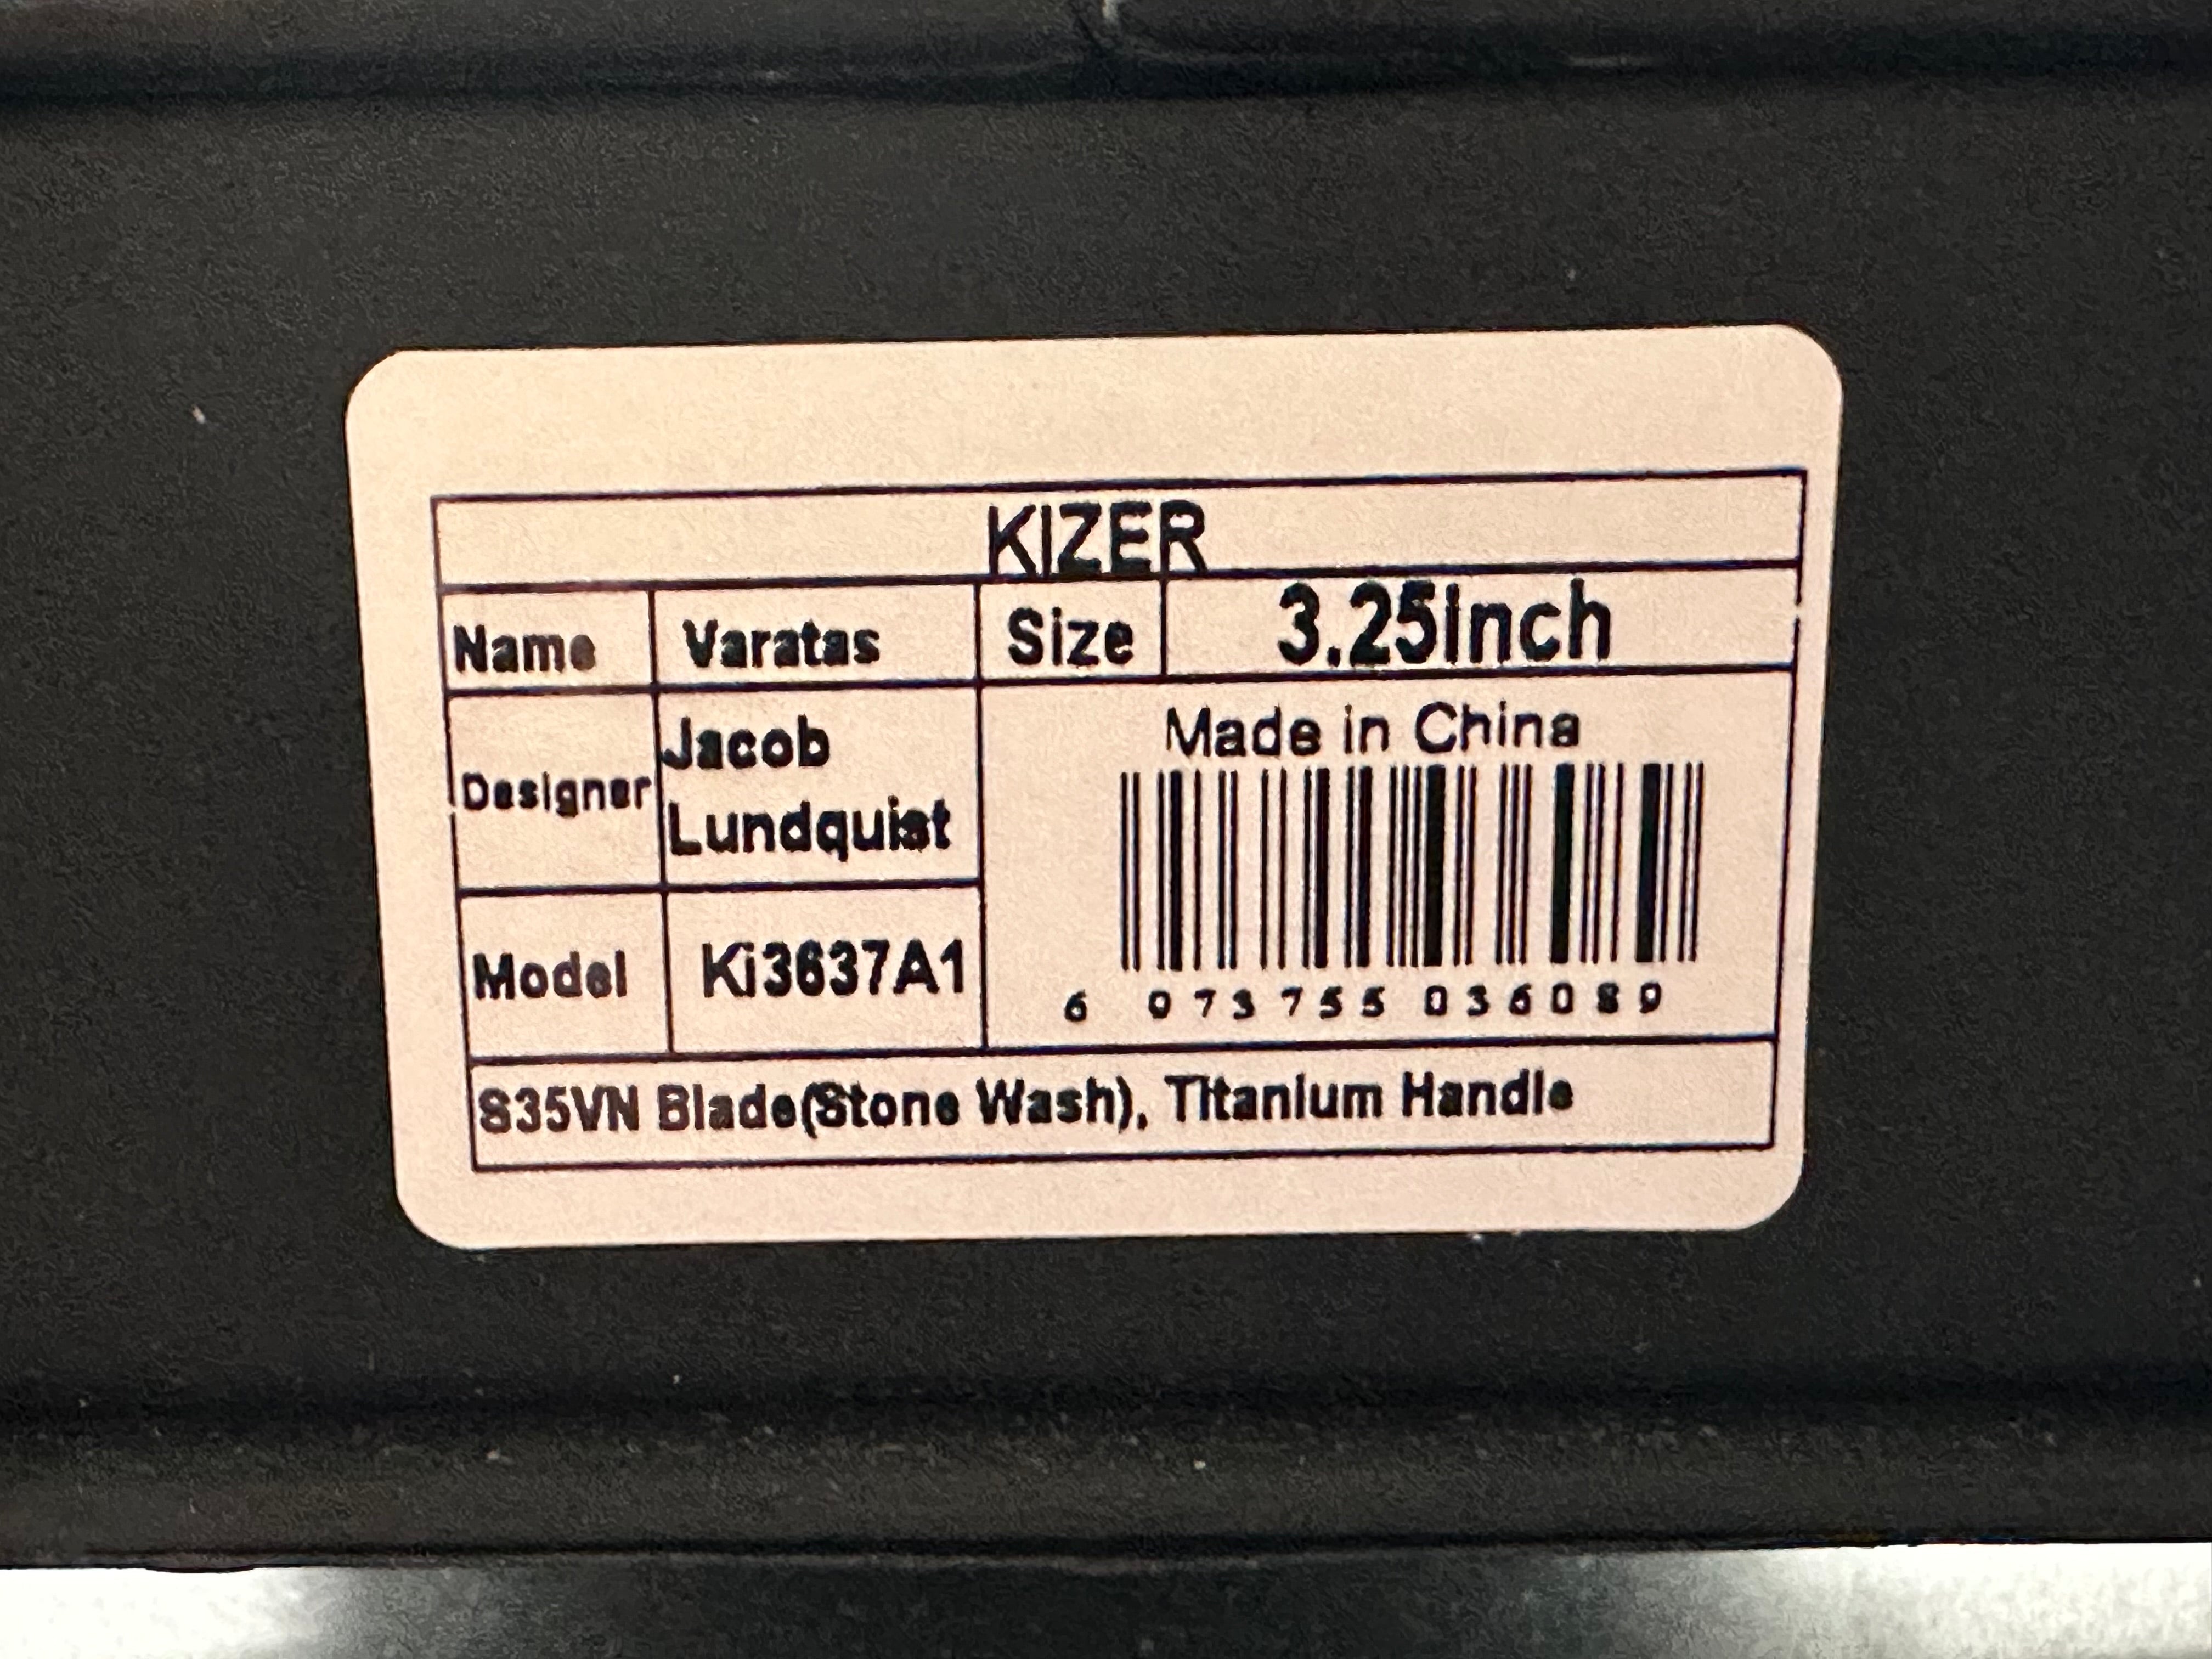 KIZER
Name Varatas Size 3.25Inch
Designer Jacob Lundquist
Made in China
Model Ki3637A1
6 973755 036089
S35VN Blade(Stone Wash), Titanium Handle